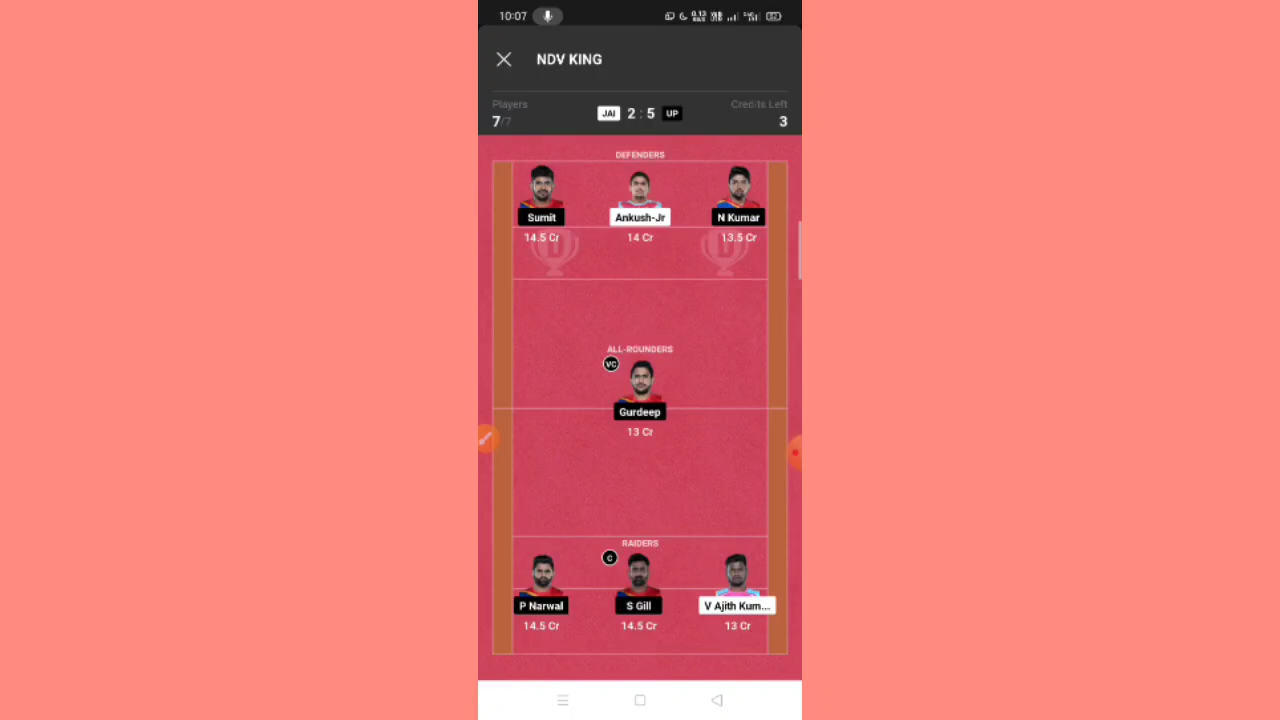 10:07
NDV KING
Players
Credits Left
7/7
JAI 2 : 5 UP
3
DEFENDERS
Sumit
Ankush-Jr
N Kumar
14.5 Cr
14 Cr
13.5 Cr
ALL-ROUNDERS
VC
Gurdeep
13 Cr
RAIDERS
C
P Narwal
S Gill
V Ajith Kum...
14.5 Cr
14.5 Cr
13 Cr